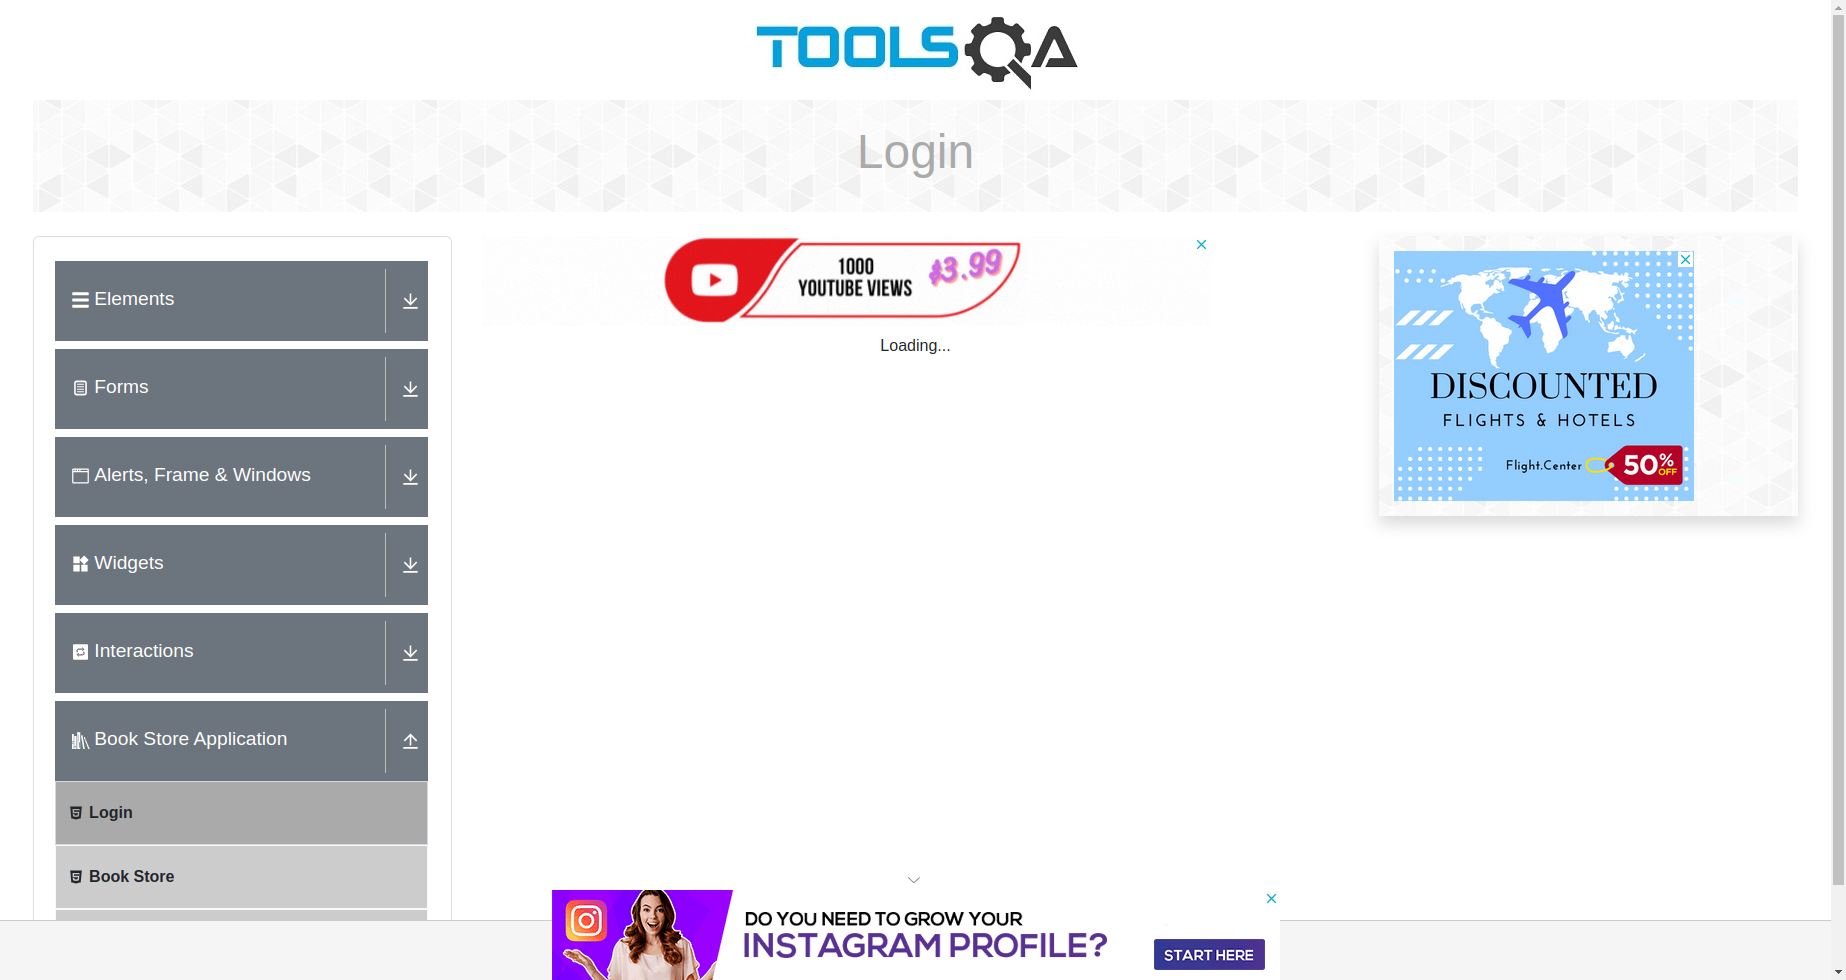 TOOLSQA
Login
Elements
Forms
Alerts, Frame & Windows
Widgets
Interactions
Book Store Application
Login
Book Store
1000
YOUTUBE VIEWS
$3.99
Loading...
DISCOUNTED
FLIGHTS & HOTELS
Flight.Center
50% OFF
DO YOU NEED TO GROW YOUR
INSTAGRAM PROFILE?
START HERE